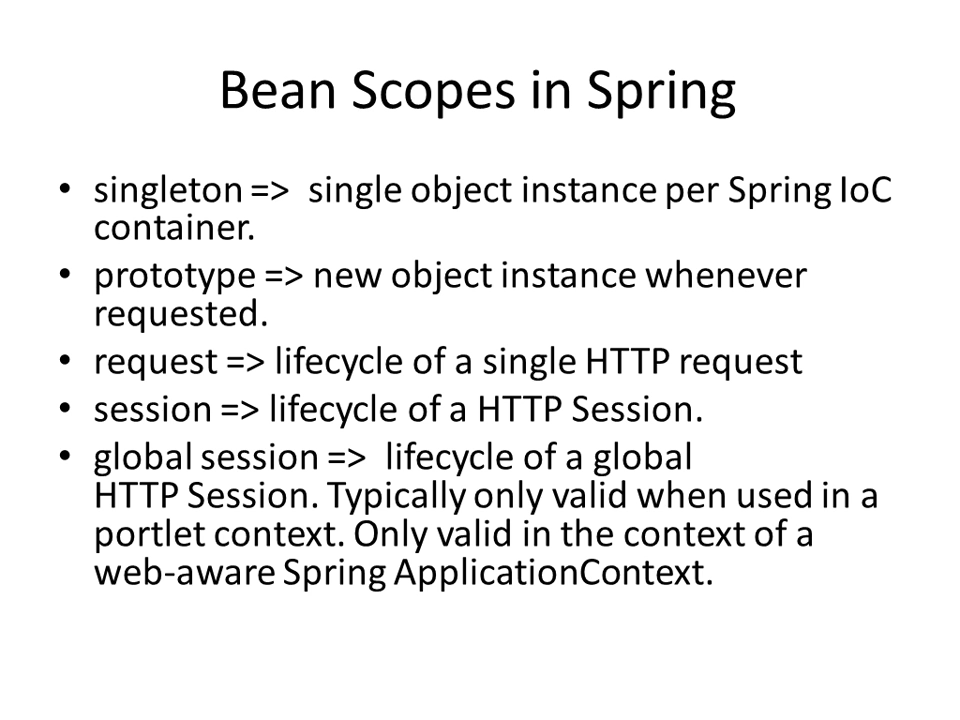 Bean Scopes in Spring
• singleton =>  single object instance per Spring IoC
container.
• prototype => new object instance whenever
requested.
• request => lifecycle of a single HTTP request
• session => lifecycle of a HTTP Session.
• global session =>  lifecycle of a global
HTTP Session. Typically only valid when used in a
portlet context. Only valid in the context of a
web-aware Spring ApplicationContext.